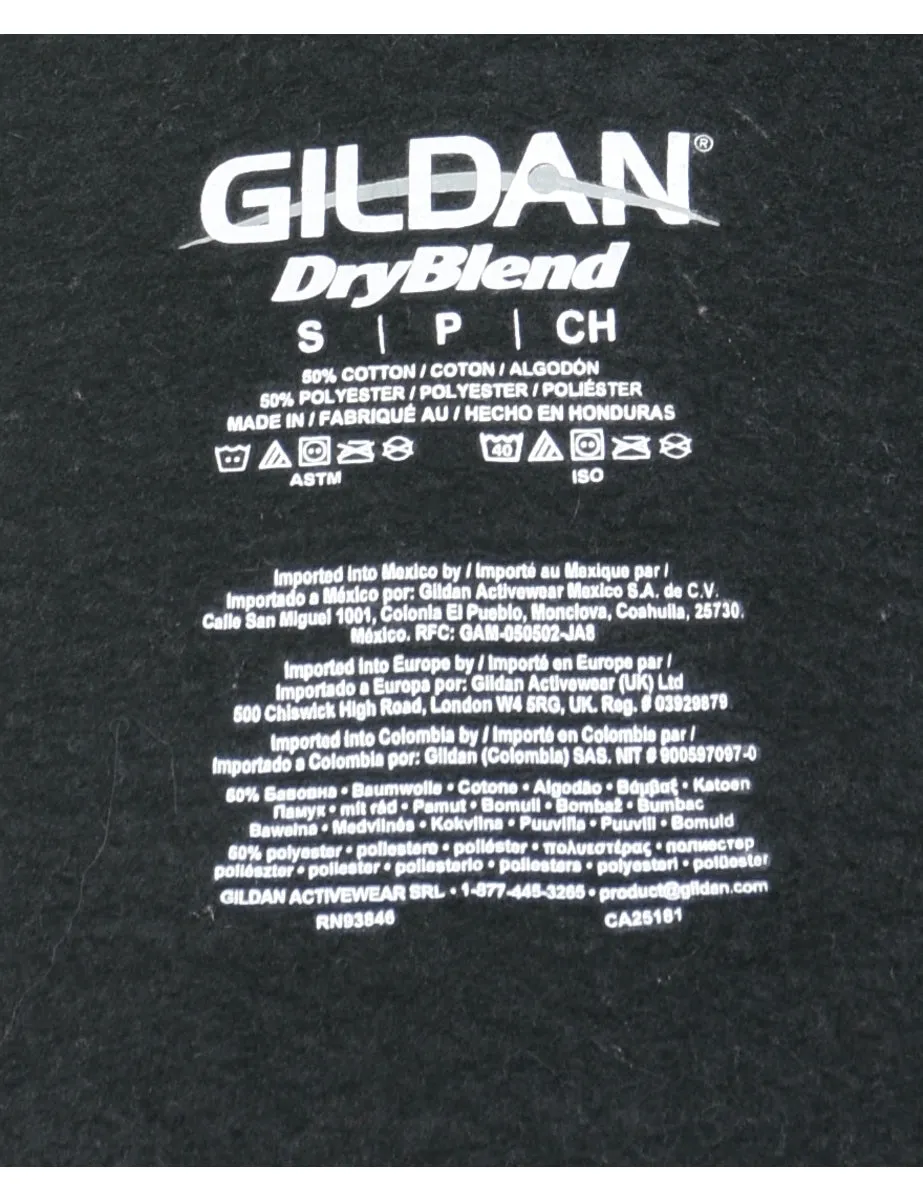 GILDAN®
DryBlend
S | P | CH
50% COTTON / COTON / ALGODÓN
50% POLYESTER / POLYESTER / POLIÉSTER
MADE IN / FABRIQUÉ AU / HECHO EN HONDURAS
40
ASTM ISO
Imported into Mexico by / Importé au Mexique par /
Importado a México por: Gildan Activewear Mexico S.A. de C.V.
Calle San Miguel 1001, Colonia El Pueblo, Monclova, Coahuila, 25730.
México. RFC: GAM-050502-JA8
Imported into Europe by / Importé en Europe par /
Importado a Europa por: Gildan Activewear (UK) Ltd
500 Chiswick High Road, London W4 5RG, UK. Reg. # 03929879
Imported into Colombia by / Importé en Colombie par /
Importado a Colombia por: Gildan (Colombia) SAS. NIT # 900597097-0
50% Бавовна • Baumwolle • Cotone • Algodão • Βάμβαξ • Katoen
Памук • mít rád • Pamut • Bomull • Bombaž • Bumbac
Bawełna • Medvilnės • Kokvilna • Puuvilla • Puuvill • Bomuld
50% polyester • poliestere • poliéster • πολυεστέρας • полиестер
poliészter • poliester • poliesterio • poliesters • polyesteri • polüester
GILDAN ACTIVEWEAR SRL • 1-877-445-3265 • product@gildan.com
RN93846 CA25181